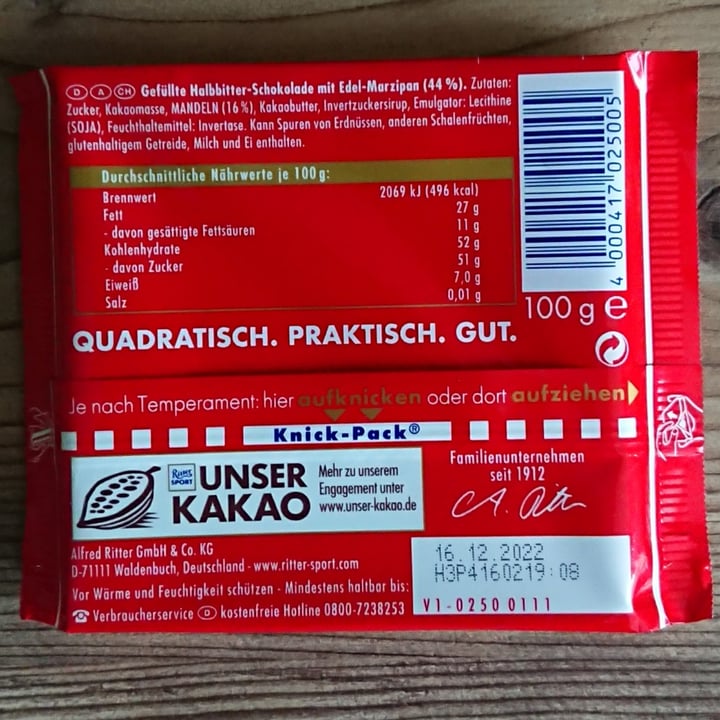 D A CH Gefüllte Halbbitter-Schokolade mit Edel-Marzipan (44 %). Zutaten:
Zucker, Kakaomasse, MANDELN (16 %), Kakaobutter, Invertzuckersirup, Emulgator: Lecithine
(SOJA), Feuchthaltemittel: Invertase. Kann Spuren von Erdnüssen, anderen Schalenfrüchten,
glutenhaltigem Getreide, Milch und Ei enthalten.
Durchschnittliche Nährwerte je 100 g:
Brennwert 2069 kJ (496 kcal)
Fett 27 g
- davon gesättigte Fettsäuren 11 g
Kohlenhydrate 52 g
- davon Zucker 51 g
Eiweiß 7,0 g
Salz 0,01 g
4 000417 025005
100 g e
QUADRATISCH. PRAKTISCH. GUT.
Je nach Temperament: hier aufknicken oder dort aufziehen
Knick-Pack®
Ritter
SPORT
UNSER
KAKAO
Mehr zu unserem
Engagement unter
www.unser-kakao.de
Familienunternehmen
seit 1912
Alfred Ritter GmbH & Co. KG
D-71111 Waldenbuch, Deutschland - www.ritter-sport.com
Vor Wärme und Feuchtigkeit schützen - Mindestens haltbar bis:
Verbraucherservice D kostenfreie Hotline 0800-7238253
16.12.2022
H3P4160219:08
V1-0250 0111